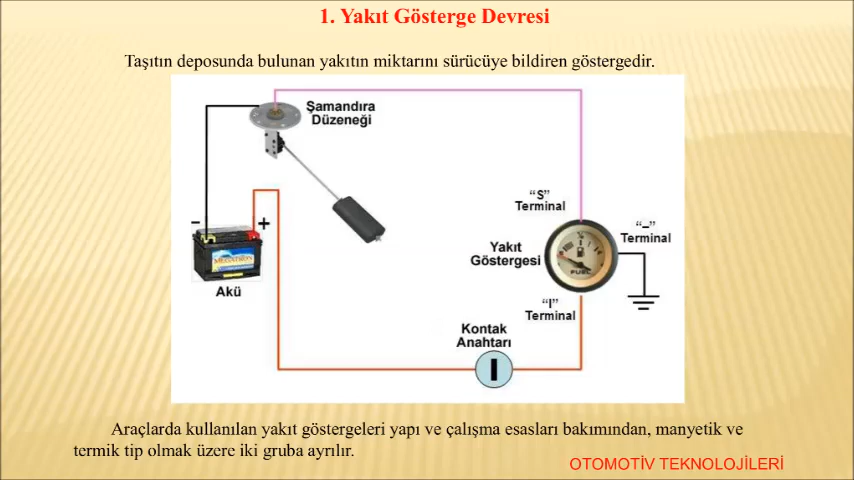 1. Yakıt Gösterge Devresi
Taşıtın deposunda bulunan yakıtın miktarını sürücüye bildiren göstergedir.
Şamandıra
Düzeneği
“S”
Terminal
“–”
Terminal
Yakıt
Göstergesi
FUEL
–
+
Akü
“I”
Terminal
Kontak
Anahtarı
I
Araçlarda kullanılan yakıt göstergeleri yapı ve çalışma esasları bakımından, manyetik ve
termik tip olmak üzere iki gruba ayrılır.
OTOMOTİV TEKNOLOJİLERİ